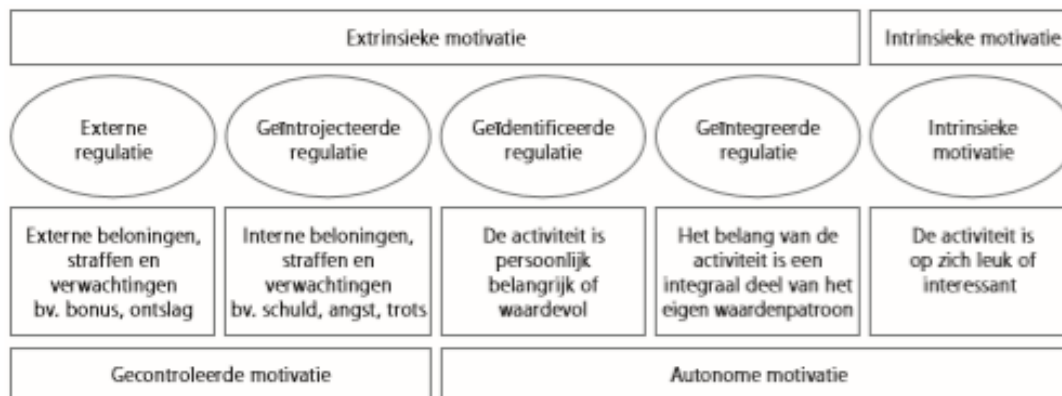 Extrinsieke motivatie
Intrinsieke motivatie
Externe
regulatie
Geïntrojecteerde
regulatie
Geïdentificeerde
regulatie
Geïntegreerde
regulatie
Intrinsieke
motivatie
Externe beloningen,
straffen en
verwachtingen
bv. bonus, ontslag
Interne beloningen,
straffen en
verwachtingen
bv. schuld, angst, trots
De activiteit is
persoonlijk
belangrijk of
waardevol
Het belang van de
activiteit is een
integraal deel van het
eigen waardenpatroon
De activiteit is
op zich leuk of
interessant
Gecontroleerde motivatie
Autonome motivatie